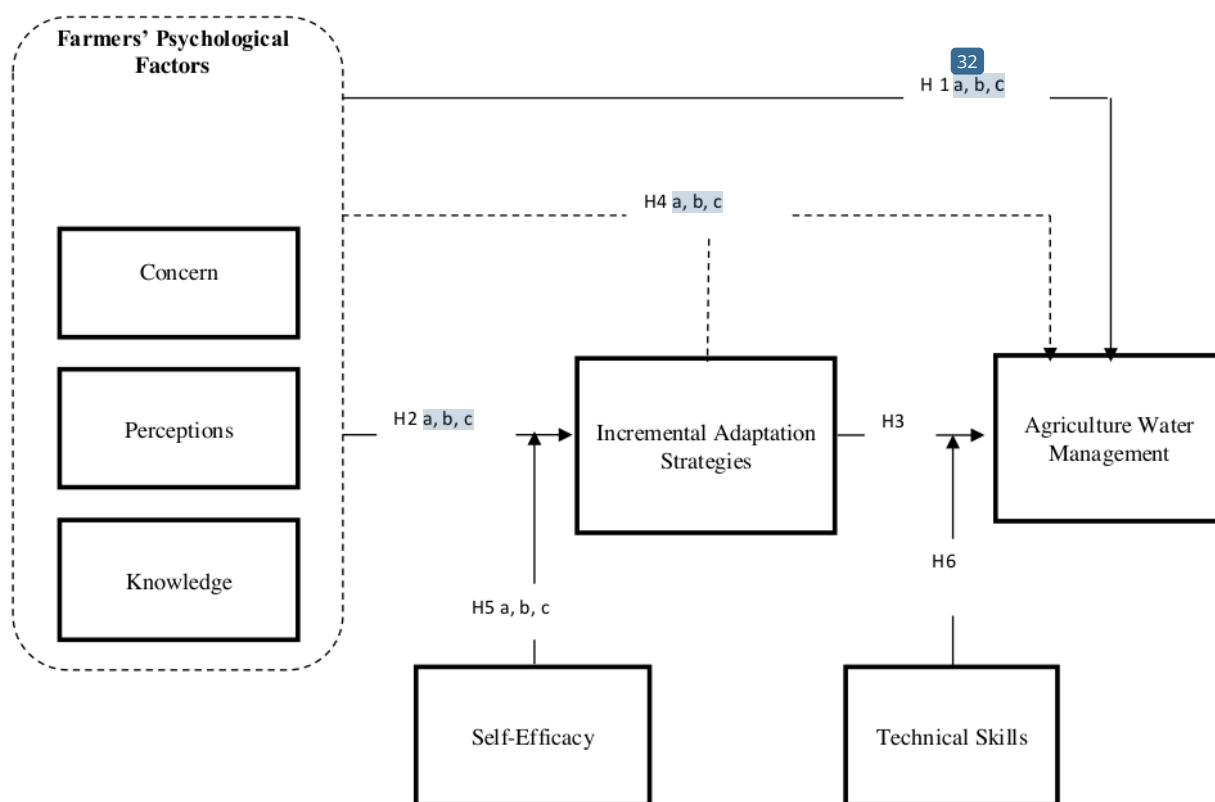 Farmers’ Psychological
Factors
32
H 1 a, b, c
H4 a, b, c
Concern
Perceptions
H2 a, b, c
Incremental Adaptation
Strategies
H3
Agriculture Water
Management
Knowledge
H6
H5 a, b, c
Self-Efficacy
Technical Skills